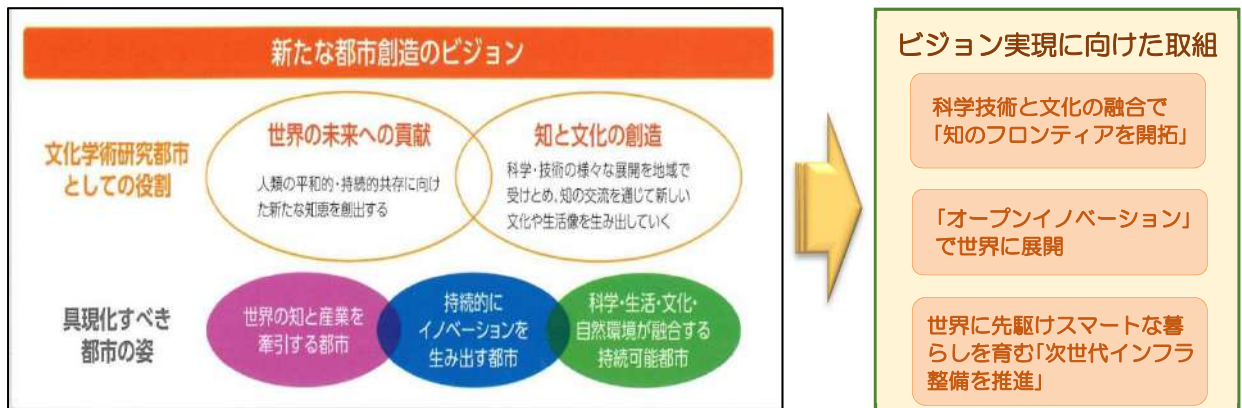 新たな都市創造のビジョン
文化学術研究都市
としての役割
世界の未来への貢献
人類の平和的・持続的共存に向け
た新たな知恵を創出する
知と文化の創造
科学・技術の様々な展開を地域で
受けとめ、知の交流を通じて新しい
文化や生活像を生み出していく
具現化すべき
都市の姿
世界の知と産業を
牽引する都市
持続的に
イノベーションを
生み出す都市
科学・生活・文化・
自然環境が融合する
持続可能都市
ビジョン実現に向けた取組
科学技術と文化の融合で
「知のフロンティアを開拓」
「オープンイノベーション」
で世界に展開
世界に先駆けスマートな暮
らしを育む「次世代インフラ
整備を推進」